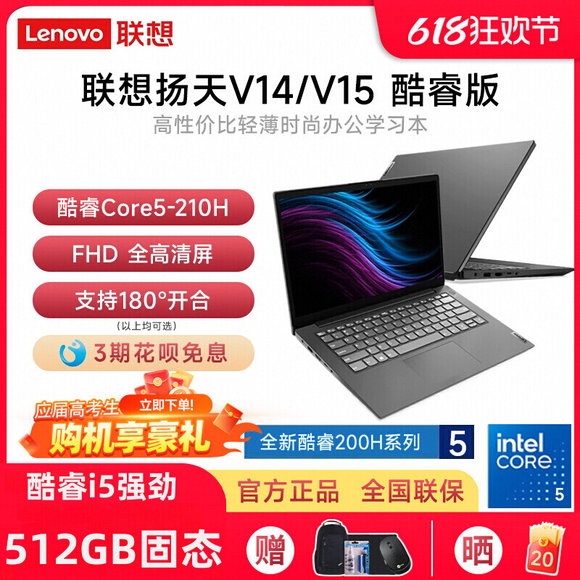 Lenovo 联想
618狂欢节
联想扬天V14/V15 酷睿版
高性价比轻薄时尚办公学习本
酷睿Core5-210H
FHD 全高清屏
支持180°开合
(以上均可选)
3期花呗免息
应届高考生
立即下单!
购机享豪礼
全新酷睿200H系列 5
intel
CORE
5
酷睿i5强劲
官方正品 全国联保
512GB固态
赠
晒
20